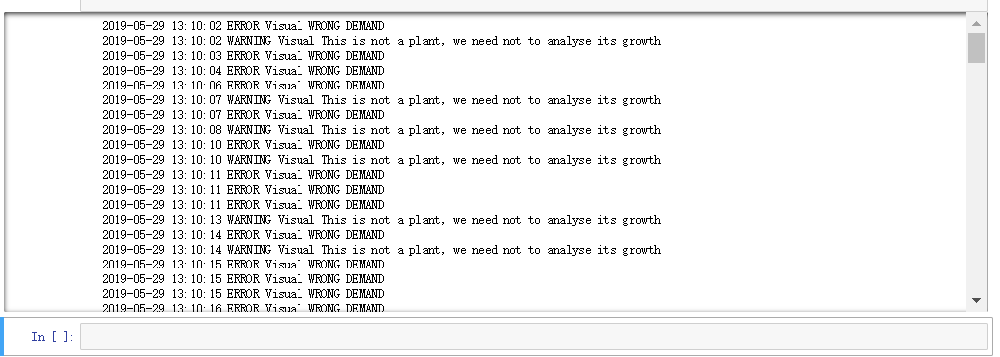 2019-05-29 13:10:02 ERROR Visual WRONG DEMAND
2019-05-29 13:10:02 WARNING Visual This is not a plant, we need not to analyse its growth
2019-05-29 13:10:03 ERROR Visual WRONG DEMAND
2019-05-29 13:10:04 ERROR Visual WRONG DEMAND
2019-05-29 13:10:06 ERROR Visual WRONG DEMAND
2019-05-29 13:10:07 WARNING Visual This is not a plant, we need not to analyse its growth
2019-05-29 13:10:07 ERROR Visual WRONG DEMAND
2019-05-29 13:10:08 WARNING Visual This is not a plant, we need not to analyse its growth
2019-05-29 13:10:10 ERROR Visual WRONG DEMAND
2019-05-29 13:10:10 WARNING Visual This is not a plant, we need not to analyse its growth
2019-05-29 13:10:11 ERROR Visual WRONG DEMAND
2019-05-29 13:10:11 ERROR Visual WRONG DEMAND
2019-05-29 13:10:11 ERROR Visual WRONG DEMAND
2019-05-29 13:10:13 WARNING Visual This is not a plant, we need not to analyse its growth
2019-05-29 13:10:14 ERROR Visual WRONG DEMAND
2019-05-29 13:10:14 WARNING Visual This is not a plant, we need not to analyse its growth
2019-05-29 13:10:15 ERROR Visual WRONG DEMAND
2019-05-29 13:10:15 ERROR Visual WRONG DEMAND
2019-05-29 13:10:15 ERROR Visual WRONG DEMAND
2019-05-29 13:10:16 ERROR Visual WRONG DEMAND
In [ ]: